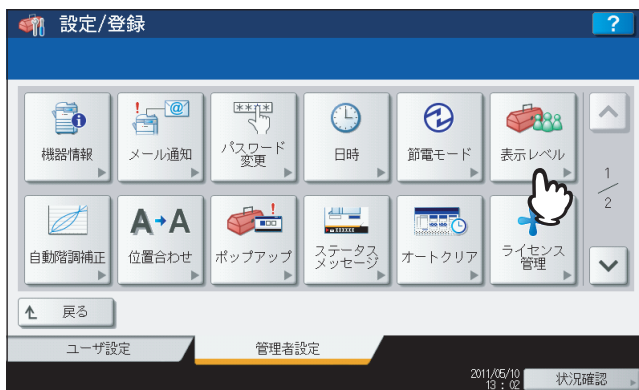 設定/登録
?
機器情報
メール通知
パスワード
変更
日時
節電モード
表示レベル
1
2
自動階調補正
A→A
位置合わせ
ポップアップ
ステータス
メッセージ
オートクリア
ライセンス
管理
戻る
ユーザ設定
管理者設定
2011/05/10
13 : 02
状況確認